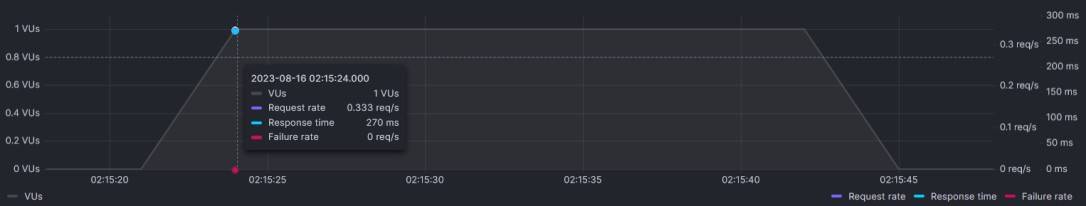 300 ms
1 VUs
0.3 req/s
250 ms
0.8 VUs
200 ms
2023-08-16 02:15:24.000
VUs 1 VUs
Request rate 0.333 req/s
Response time 270 ms
Failure rate 0 req/s
0.6 VUs
0.2 req/s
150 ms
0.4 VUs
100 ms
0.1 req/s
0.2 VUs
50 ms
0 VUs
0 req/s
0 ms
02:15:20 02:15:25 02:15:30 02:15:35 02:15:40 02:15:45
VUs
Request rate Response time Failure rate